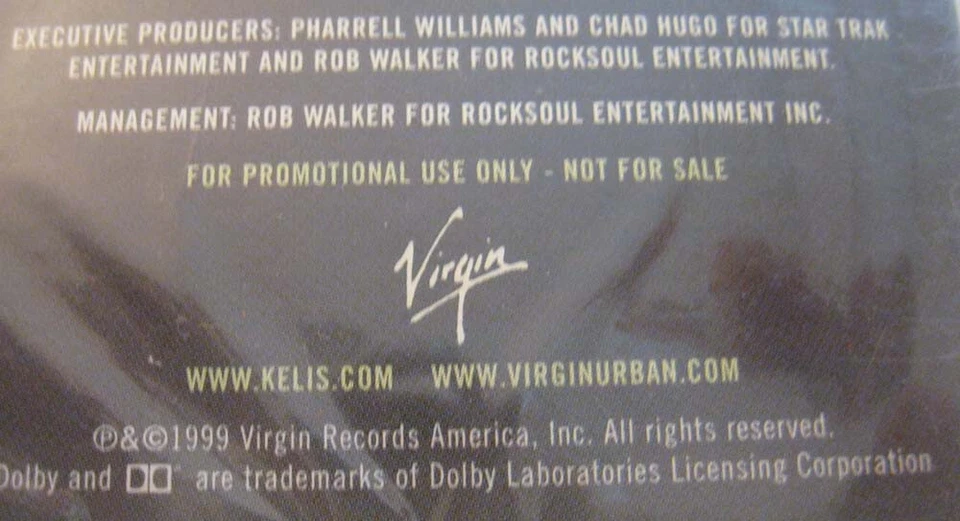 EXECUTIVE PRODUCERS: PHARRELL WILLIAMS AND CHAD HUGO FOR STAR TRAK
ENTERTAINMENT AND ROB WALKER FOR ROCKSOUL ENTERTAINMENT.
MANAGEMENT: ROB WALKER FOR ROCKSOUL ENTERTAINMENT INC.
FOR PROMOTIONAL USE ONLY - NOT FOR SALE
Virgin
WWW.KELIS.COM WWW.VIRGINURBAN.COM
℗&©1999 Virgin Records America, Inc. All rights reserved.
Dolby and are trademarks of Dolby Laboratories Licensing Corporation